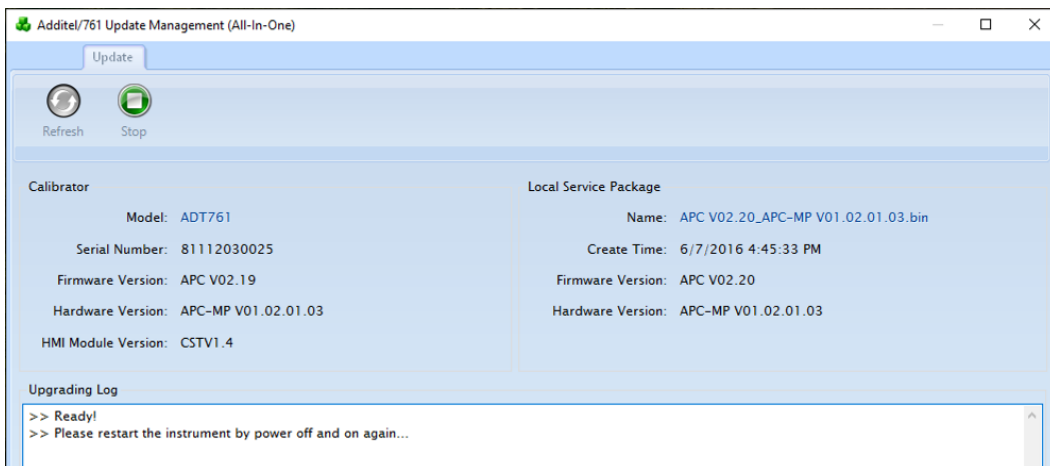 Additel/761 Update Management (All-In-One)
Update
Refresh
Stop
Calibrator
Model: ADT761
Serial Number: 81112030025
Firmware Version: APC V02.19
Hardware Version: APC-MP V01.02.01.03
HMI Module Version: CSTV1.4
Local Service Package
Name: APC V02.20_APC-MP V01.02.01.03.bin
Create Time: 6/7/2016 4:45:33 PM
Firmware Version: APC V02.20
Hardware Version: APC-MP V01.02.01.03
Upgrading Log
>> Ready!
>> Please restart the instrument by power off and on again...